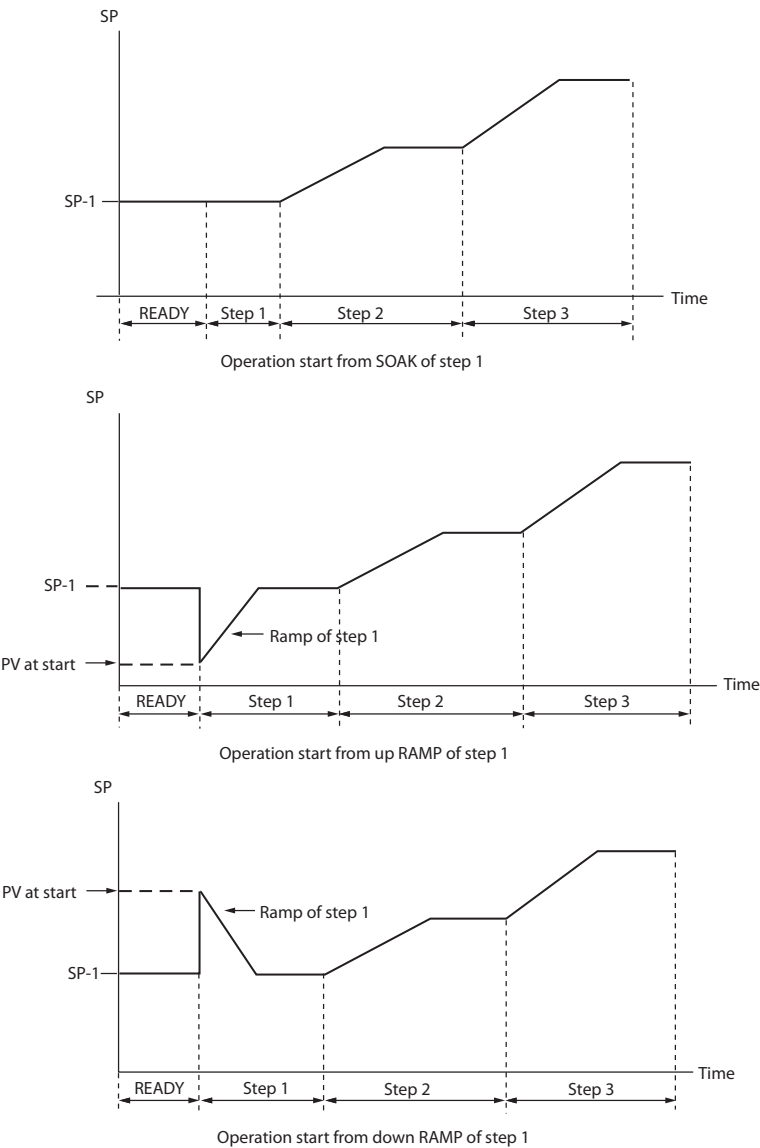 SP
SP-1
Time
READY Step 1 Step 2 Step 3
Operation start from SOAK of step 1
SP
SP-1
Ramp of step 1
PV at start
Time
READY Step 1 Step 2 Step 3
Operation start from up RAMP of step 1
SP
PV at start
Ramp of step 1
SP-1
Time
READY Step 1 Step 2 Step 3
Operation start from down RAMP of step 1